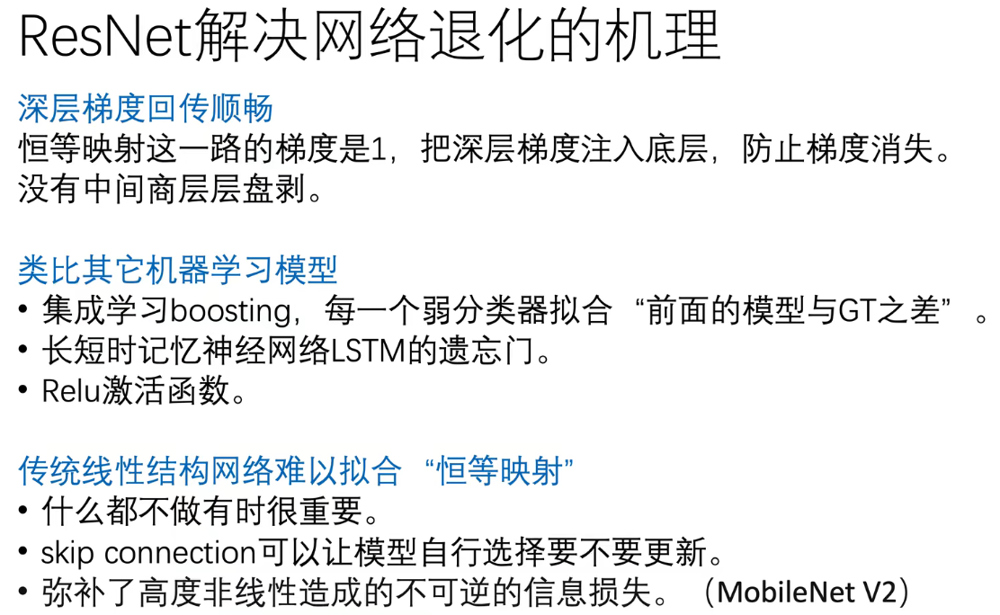 ResNet解决网络退化的机理
深层梯度回传顺畅
恒等映射这一路的梯度是1，把深层梯度注入底层，防止梯度消失。
没有中间商层层盘剥。
类比其它机器学习模型
• 集成学习boosting，每一个弱分类器拟合“前面的模型与GT之差”。
• 长短时记忆神经网络LSTM的遗忘门。
• Relu激活函数。
传统线性结构网络难以拟合“恒等映射”
• 什么都不做有时很重要。
• skip connection可以让模型自行选择要不要更新。
• 弥补了高度非线性造成的不可逆的信息损失。（MobileNet V2）